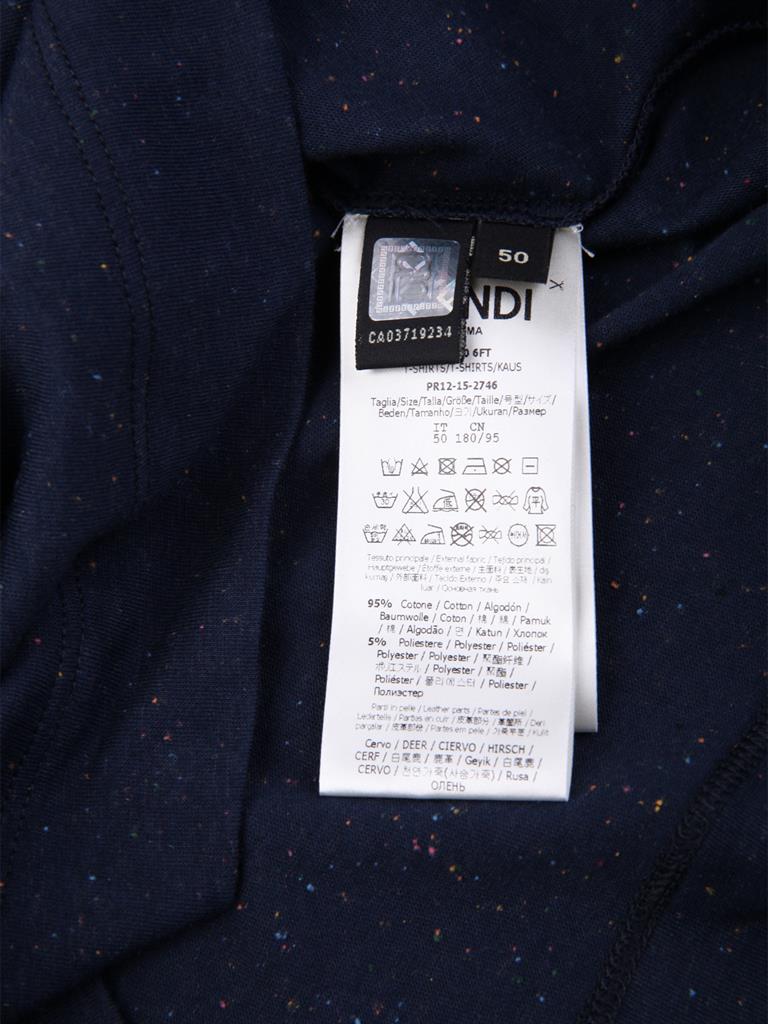 50
CA03719234
NDI
MA
0 6FT
T-SHIRTS/T-SHIRTS/KAUS
PR12-15-2746
Taglia/Size/Talla/Größe/Taille/号型/サイズ/
Beden/Tamanho/크기/Ukuran/Размер
IT CN
50 180/95
30
Tessuto principale / External fabric / Tejido principal /
Hauptgewebe / Étoffe externe / 主面料 / 表生地 / dış
kumaş / 外部面料 / Tecido Externo / 주요 소재 / Kain
luar / Основная ткань
95% Cotone / Cotton / Algodón /
Baumwolle / Coton / 棉 / 綿 / Pamuk
/ 棉 / Algodão / 면 / Katun / Хлопок
5% Poliestere / Polyester / Poliéster /
Polyester / Polyester / 聚酯纤维 /
ポリエステル / Polyester / 聚酯 /
Poliéster / 폴리에스터 / Poliester /
Полиэстер
Parti in pelle / Leather parts / Partes de piel /
Lederteile / Parties en cuir / 皮革部分 / 革箇所 / Deri
parçalar / 皮革部份 / Partes em pele / 가죽부분 / Kulit
Cervo / DEER / CIERVO / HIRSCH /
CERF / 白尾鹿 / 鹿革 / Geyik / 白尾鹿 /
CERVO / 천연가죽(사슴가죽) / Rusa /
ОЛЕНЬ